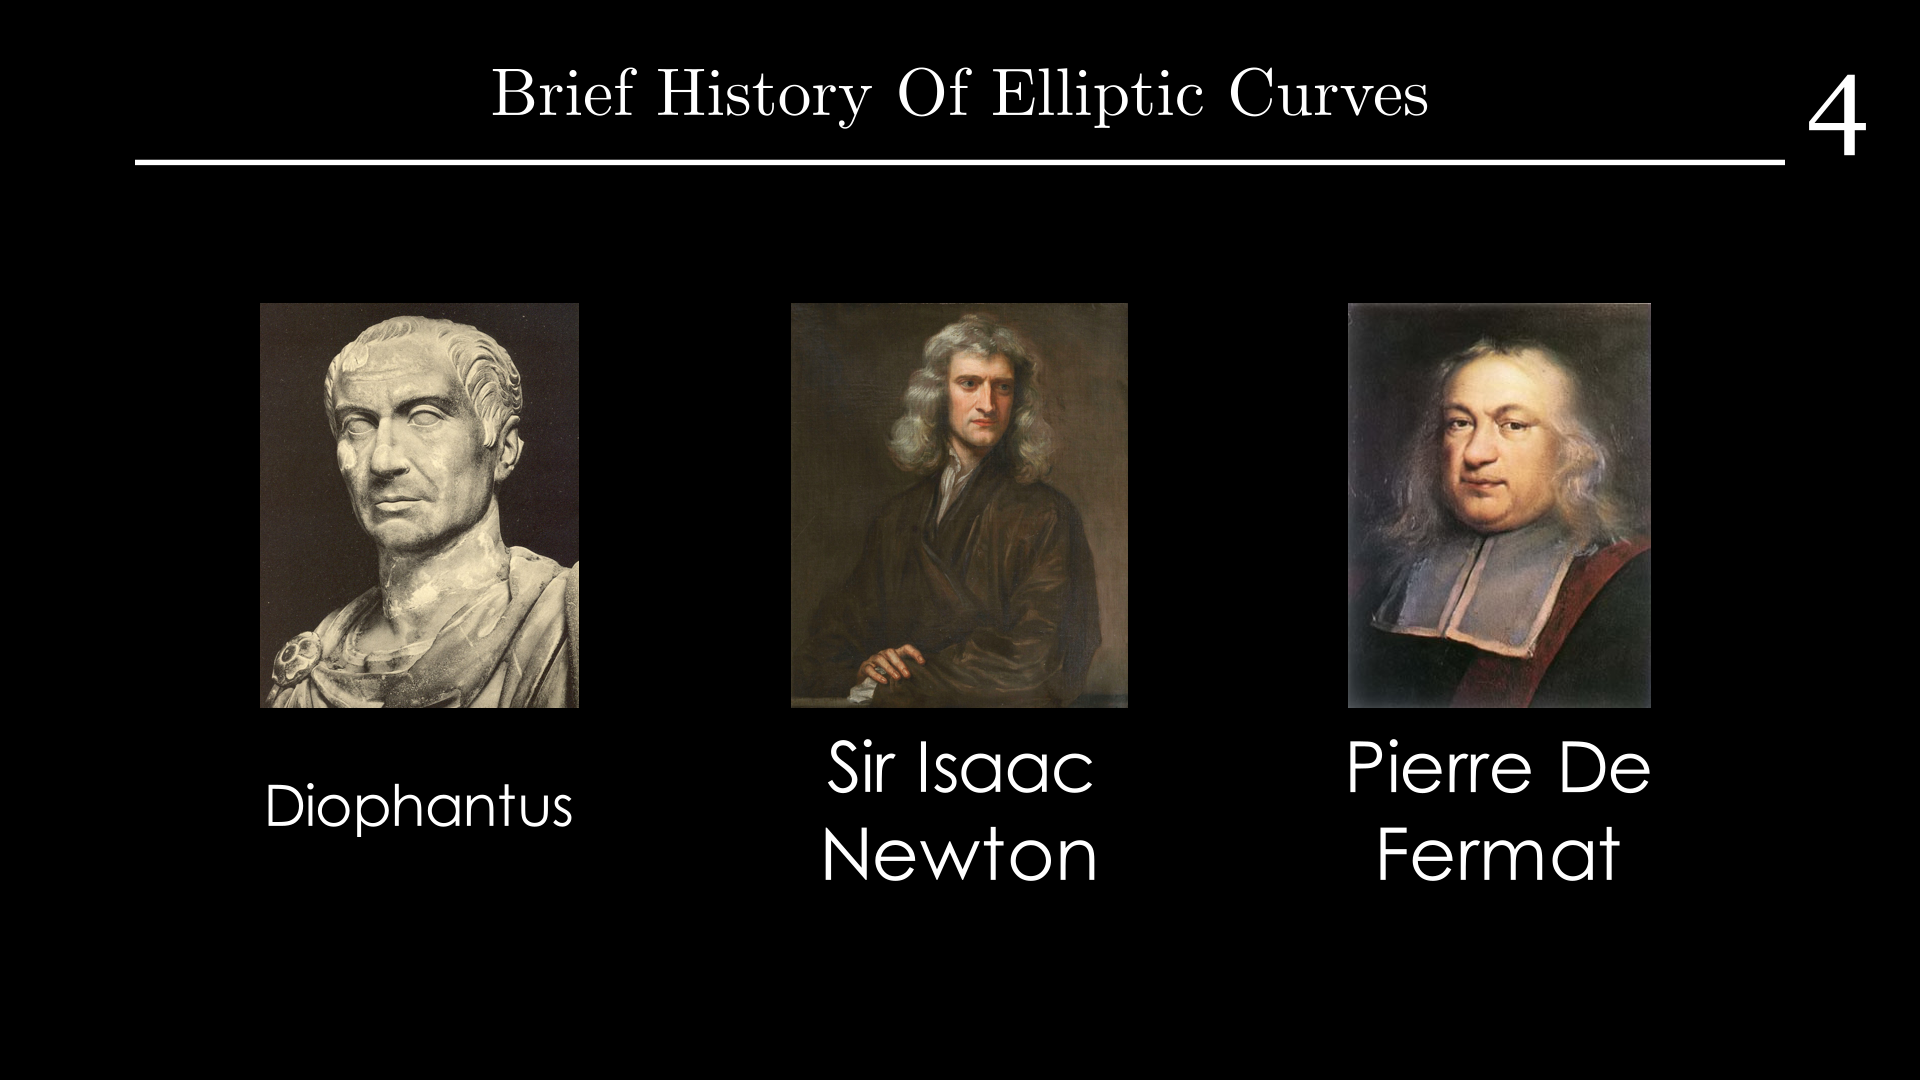 Brief History Of Elliptic Curves
4
Diophantus
Sir Isaac
Newton
Pierre De
Fermat